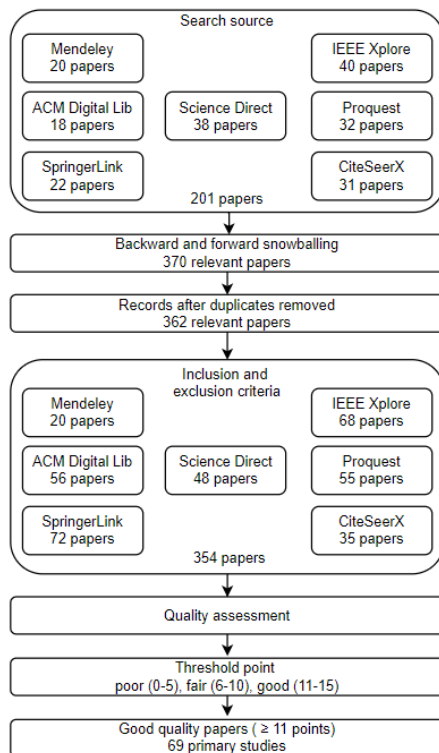 Search source
Mendeley
20 papers
IEEE Xplore
40 papers
ACM Digital Lib
18 papers
Science Direct
38 papers
Proquest
32 papers
SpringerLink
22 papers
CiteSeerX
31 papers
201 papers
Backward and forward snowballing
370 relevant papers
Records after duplicates removed
362 relevant papers
Inclusion and
exclusion criteria
Mendeley
20 papers
IEEE Xplore
68 papers
ACM Digital Lib
56 papers
Science Direct
48 papers
Proquest
55 papers
SpringerLink
72 papers
CiteSeerX
35 papers
354 papers
Quality assessment
Threshold point
poor (0-5), fair (6-10), good (11-15)
Good quality papers ( ≥ 11 points)
69 primary studies